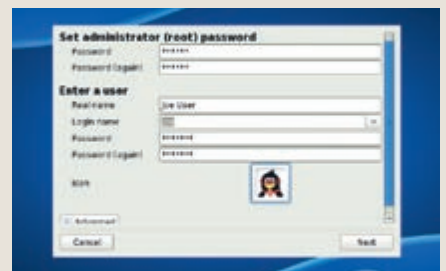 Set administrator (root) password
Password
Password (again)
Enter a user
Real name
Joe User
Login name
Password
Password (again)
Icon
Advanced
Cancel
Next